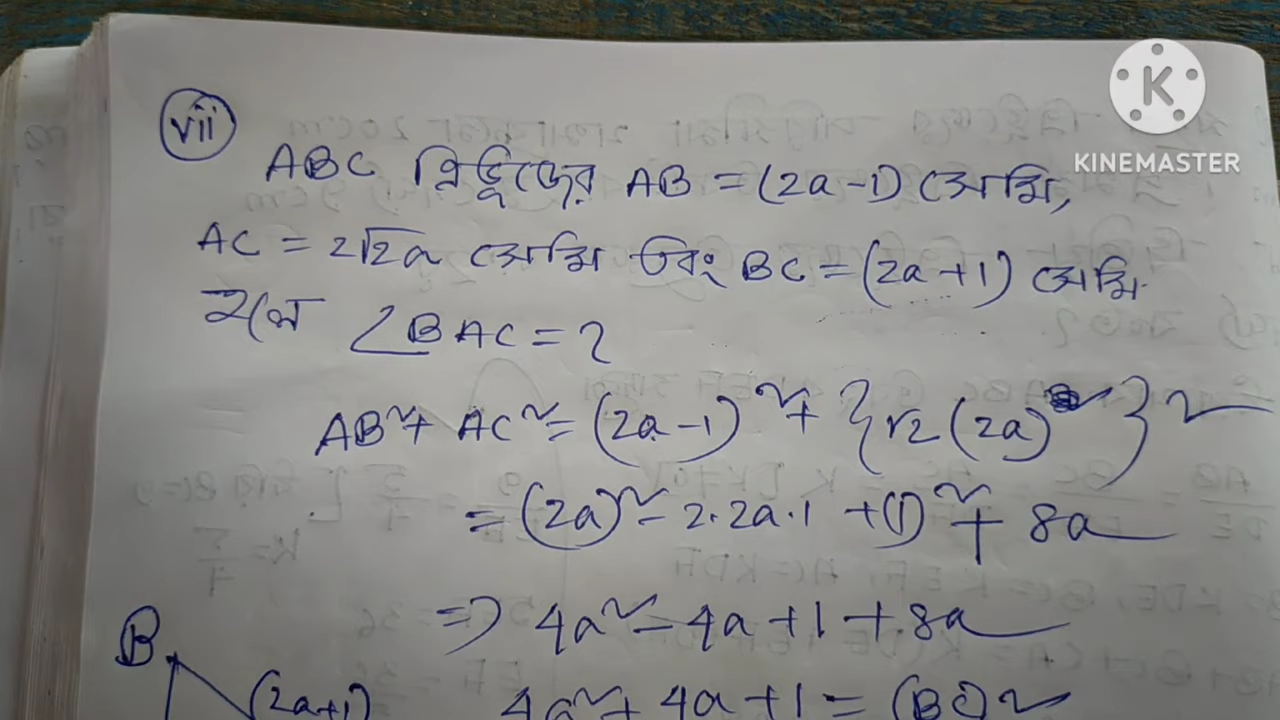 K
KINEMASTER
vii
ABC ত্রিভুজের AB = (2a-1) সেমি,
AC = 2√2a সেমি এবং BC = (2a+1) সেমি
হলে ∠BAC = ?
AB² + AC² = (2a-1)² + {√2(2a)}²
= (2a)² - 2·2a·1 + (1)² + 8a
⇒ 4a² - 4a + 1 + 8a
B
(2a+1)
4a² + 4a + 1 = (BC)²